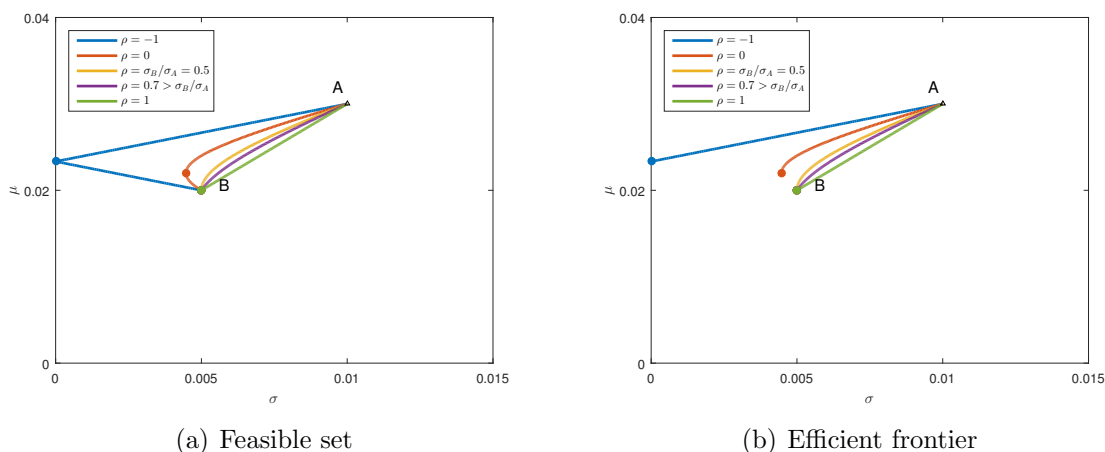 0.04
ρ = −1
ρ = 0
ρ = σ_B/σ_A = 0.5
ρ = 0.7 > σ_B/σ_A
ρ = 1
A
μ
0.02
B
0
0
0.005
0.01
0.015
σ
(a) Feasible set
0.04
ρ = −1
ρ = 0
ρ = σ_B/σ_A = 0.5
ρ = 0.7 > σ_B/σ_A
ρ = 1
A
μ
0.02
B
0
0
0.005
0.01
0.015
σ
(b) Efficient frontier